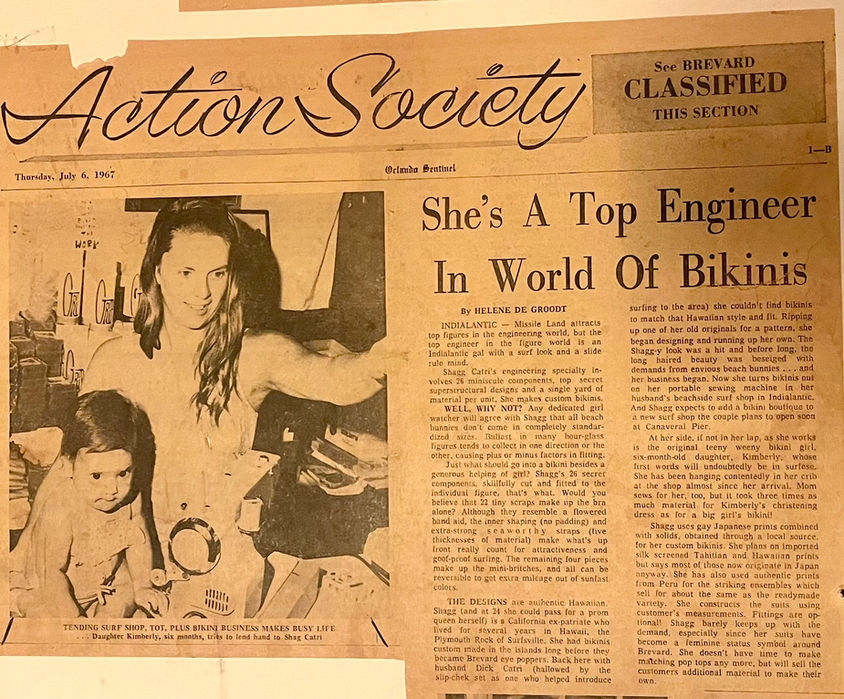 Action Society
See BREVARD
CLASSIFIED
THIS SECTION
1—B
Thursday, July 6, 1967
Orlando Sentinel
WORK
She's A Top Engineer
In World Of Bikinis
By HELENE DE GROODT
INDIALANTIC — Missile Land attracts
top figures in the engineering world, but the
top engineer in the figure world is an
Indialantic gal with a surf look and a slide
rule mind.
Shagg Catri's engineering specialty in-
volves 26 miniscule components, top secret
superstructural designs and a single yard of
material per unit. She makes custom bikinis.
WELL, WHY NOT? Any dedicated girl
watcher will agree with Shagg that all beach
bunnies don't come in completely standar-
dized sizes. Ballast in many hour-glass
figures tends to collect in one direction or the
other, causing plus or minus factors in fitting.
Just what should go into a bikini besides a
generous helping of girl? Shagg's 26 secret
components, skillfully cut and fitted to the
individual figure, that's what. Would you
believe that 22 tiny scraps make up the bra
alone? Although they resemble a flowered
band aid, the inner shaping (no padding) and
extra-strong seaworthy straps (five
thicknesses of material) make what's up
front really count for attractiveness and
goof-proof surfing. The remaining four pieces
make up the mini-britches, and all can be
reversible to get extra mileage out of sunfast
colors.
THE DESIGNS are authentic Hawaiian.
Shagg (and at 24 she could pass for a prom
queen herself) is a California ex-patriate who
lived for several years in Hawaii, the
Plymouth Rock of Surfsville. She had bikinis
custom made in the islands long before they
became Brevard eye poppers. Back here with
husband Dick Catri (hallowed by the
slip-chek set as one who helped introduce
surfing to the area) she couldn't find bikinis
to match that Hawaiian style and fit. Ripping
up one of her old originals for a pattern, she
began designing and running up her own. The
Shagg-y look was a hit and before long, the
long haired beauty was beseiged with
demands from envious beach bunnies . . . and
her business began. Now she turns bikinis out
on her portable sewing machine in her
husband's beachside surf shop in Indialantic.
And Shagg expects to add a bikini boutique to
a new surf shop the couple plans to open soon
at Canaveral Pier.
At her side, if not in her lap, as she works
is the original teeny weeny bikini girl,
six-month-old daughter, Kimberly, whose
first words will undoubtedly be in surfese.
She has been hanging contentedly in her crib
at the shop almost since her arrival. Mom
sews for her, too, but it took three times as
much material for Kimberly's christening
dress as for a big girl's bikini!
Shagg uses gay Japanese prints combined
with solids, obtained through a local source,
for her custom bikinis. She plans on imported
silk screened Tahitian and Hawaiian prints
but says most of those now originate in Japan
anyway. She has also used authentic prints
from Peru for the striking ensembles which
sell for about the same as the readymade
variety. She constructs the suits using
customer's measurements. Fittings are op-
tional! Shagg barely keeps up with the
demand, especially since her suits have
become a feminine status symbol around
Brevard. She doesn't have time to make
matching pop tops any more, but will sell the
customers additional material to make their
own.
TENDING SURF SHOP, TOT, PLUS BIKINI BUSINESS MAKES BUSY LIFE
. . . Daughter Kimberly, six months, tries to lend hand to Shag Catri